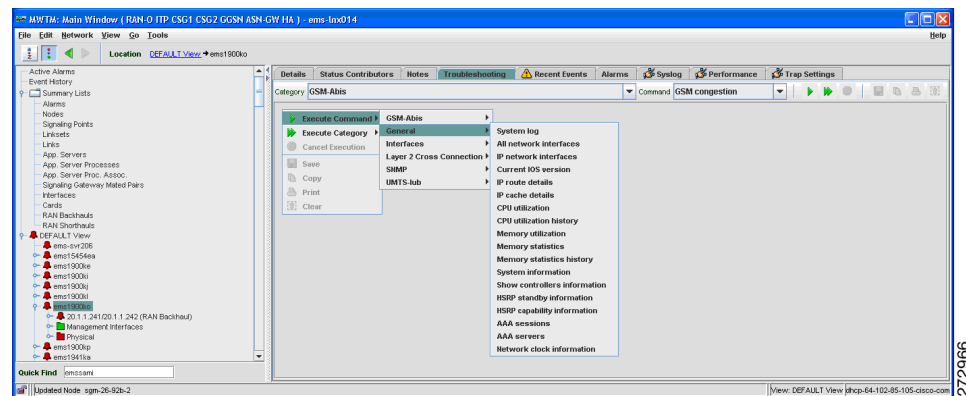 MWTM: Main Window ( RAN-O ITP CSG1 CSG2 GGSN ASN-GW HA ) - ems-lnx014
File Edit Network View Go Tools Help
Location DEFAULT View ems1900ko
Active Alarms
Event History
Summary Lists
Alarms
Nodes
Signaling Points
Linksets
Links
App. Servers
App. Server Processes
App. Server Proc. Assoc.
Signaling Gateway Mated Pairs
Interfaces
Cards
RAN Backhauls
RAN Shorthauls
DEFAULT View
ems-svr206
ems15454ea
ems1900ke
ems1900ki
ems1900kj
ems1900kl
ems1900ko
20.1.1.241/20.1.1.242 (RAN Backhaul)
Management Interfaces
Physical
ems1900kp
ems1941ka
Quick Find emssami
Details Status Contributors Notes Troubleshooting Recent Events Alarms Syslog Performance Trap Settings
Category GSM-Abis Command GSM congestion
Execute Command
Execute Category
Cancel Execution
Save
Copy
Print
Clear
GSM-Abis
General
Interfaces
Layer 2 Cross Connection
SNMP
UMTS-Iub
System log
All network interfaces
IP network interfaces
Current IOS version
IP route details
IP cache details
CPU utilization
CPU utilization history
Memory utilization
Memory statistics
Memory statistics history
System information
Show controllers information
HSRP standby information
HSRP capability information
AAA sessions
AAA servers
Network clock information
Updated Node sgm-26-92b-2
View: DEFAULT View dhcp-64-102-85-105-cisco-com
272966